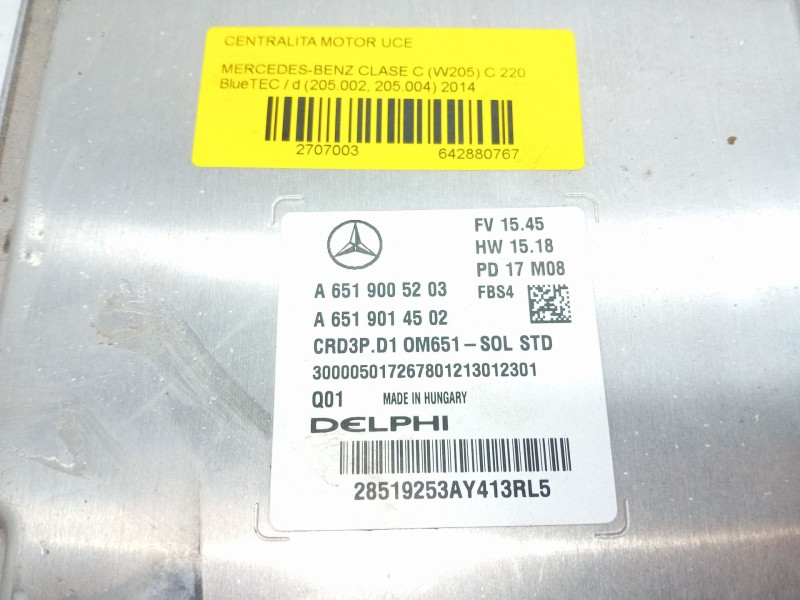 CENTRALITA MOTOR UCE
MERCEDES-BENZ CLASE C (W205) C 220
BlueTEC / d (205.002, 205.004) 2014
2707003 642880767
FV 15.45
HW 15.18
PD 17 M08
FBS4
A 651 900 52 03
A 651 901 45 02
CRD3P.D1 OM651-SOL STD
300005017267801213012301
Q01 MADE IN HUNGARY
DELPHI
28519253AY413RL5